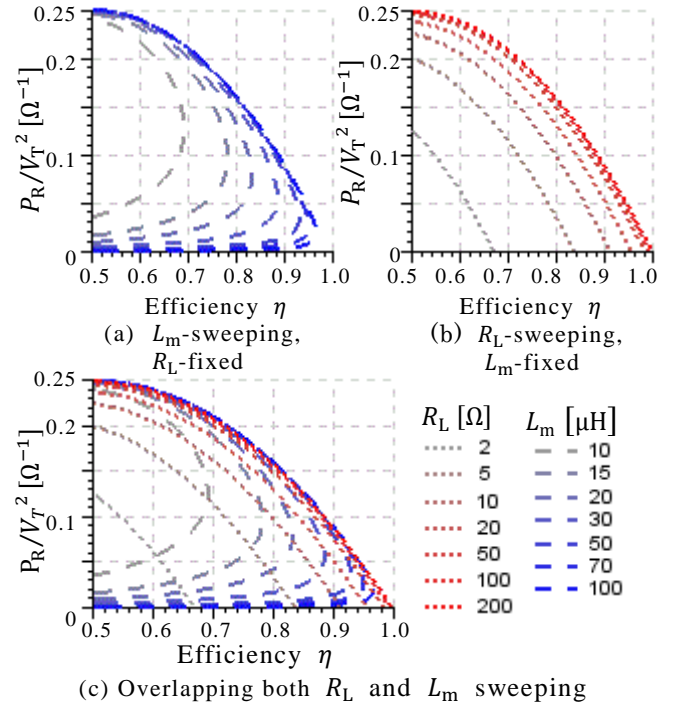 0.25
0.2
0.1
0
P_R/V_T^2 [Ω^−1]
0.5 0.6 0.7 0.8 0.9 1.0
Efficiency η
(a) L_m-sweeping,
R_L-fixed
0.25
0.2
0.1
0
P_R/V_T^2 [Ω^−1]
0.5 0.6 0.7 0.8 0.9 1.0
Efficiency η
(b) R_L-sweeping,
L_m-fixed
0.25
0.2
0.1
0
P_R/V_T^2 [Ω^−1]
0.5 0.6 0.7 0.8 0.9 1.0
Efficiency η
R_L [Ω]
2
5
10
20
50
100
200
L_m [μH]
10
15
20
30
50
70
100
(c) Overlapping both R_L and L_m sweeping